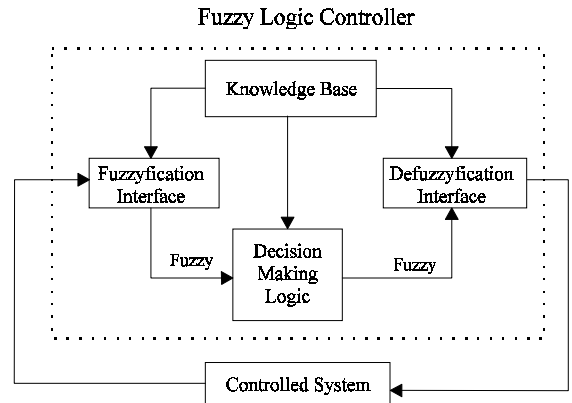 Fuzzy Logic Controller
Knowledge Base
Fuzzyfication
Interface
Defuzzyfication
Interface
Fuzzy
Decision
Making
Logic
Fuzzy
Controlled System